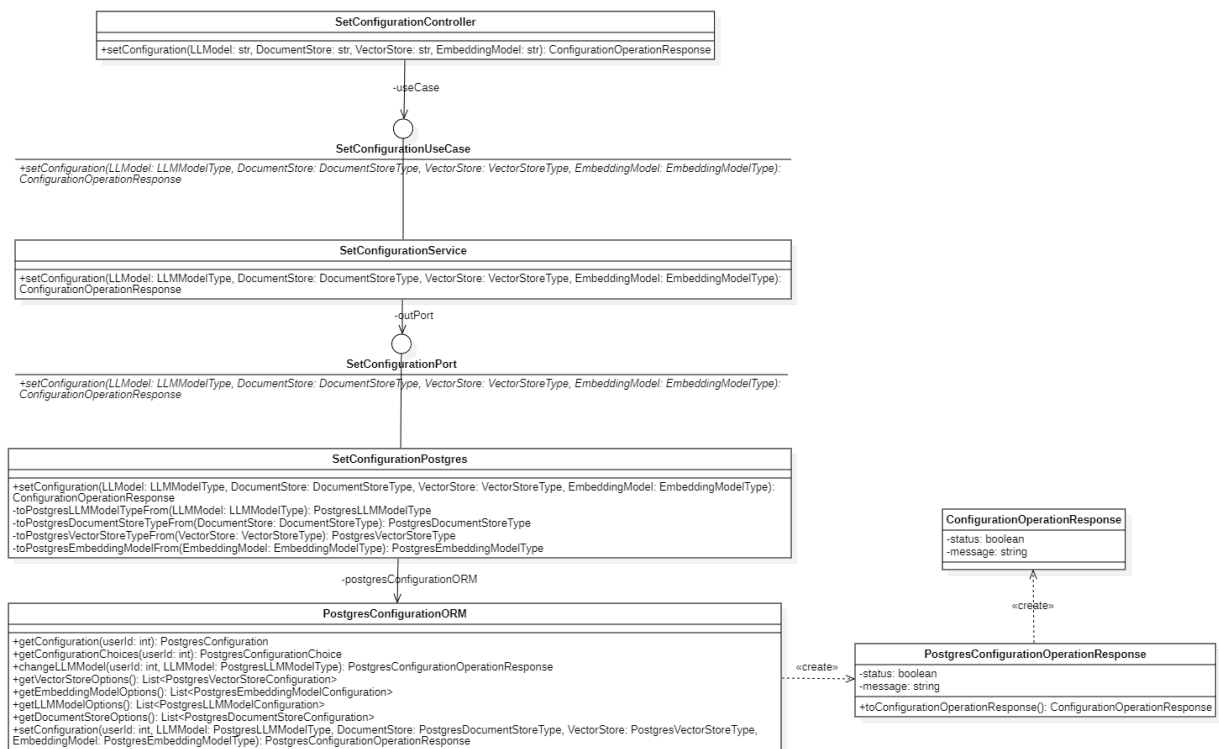 SetConfigurationController
+setConfiguration(LLModel: str, DocumentStore: str, VectorStore: str, EmbeddingModel: str): ConfigurationOperationResponse
-useCase
SetConfigurationUseCase
+setConfiguration(LLModel: LLMModelType, DocumentStore: DocumentStoreType, VectorStore: VectorStoreType, EmbeddingModel: EmbeddingModelType):
ConfigurationOperationResponse
SetConfigurationService
+setConfiguration(LLModel: LLMModelType, DocumentStore: DocumentStoreType, VectorStore: VectorStoreType, EmbeddingModel: EmbeddingModelType):
ConfigurationOperationResponse
-outPort
SetConfigurationPort
+setConfiguration(LLModel: LLMModelType, DocumentStore: DocumentStoreType, VectorStore: VectorStoreType, EmbeddingModel: EmbeddingModelType):
ConfigurationOperationResponse
SetConfigurationPostgres
+setConfiguration(LLModel: LLMModelType, DocumentStore: DocumentStoreType, VectorStore: VectorStoreType, EmbeddingModel: EmbeddingModelType):
ConfigurationOperationResponse
-toPostgresLLMModelTypeFrom(LLMModel: LLMModelType): PostgresLLMModelType
-toPostgresDocumentStoreTypeFrom(DocumentStore: DocumentStoreType): PostgresDocumentStoreType
-toPostgresVectorStoreTypeFrom(VectorStore: VectorStoreType): PostgresVectorStoreType
-toPostgresEmbeddingModelFrom(EmbeddingModel: EmbeddingModelType): PostgresEmbeddingModelType
-postgresConfigurationORM
PostgresConfigurationORM
+getConfiguration(userId: int): PostgresConfiguration
+getConfigurationChoices(userId: int): PostgresConfigurationChoice
+changeLLMModel(userId: int, LLMModel: PostgresLLMModelType): PostgresConfigurationOperationResponse
+getVectorStoreOptions(): List<PostgresVectorStoreConfiguration>
+getEmbeddingModelOptions(): List<PostgresEmbeddingModelConfiguration>
+getLLMModelOptions(): List<PostgresLLMModelConfiguration>
+getDocumentStoreOptions(): List<PostgresDocumentStoreConfiguration>
+setConfiguration(userId: int, LLMModel: PostgresLLMModelType, DocumentStore: PostgresDocumentStoreType, VectorStore: PostgresVectorStoreType,
EmbeddingModel: PostgresEmbeddingModelType): PostgresConfigurationOperationResponse
ConfigurationOperationResponse
-status: boolean
-message: string
«create»
«create»
PostgresConfigurationOperationResponse
-status: boolean
-message: string
+toConfigurationOperationResponse(): ConfigurationOperationResponse